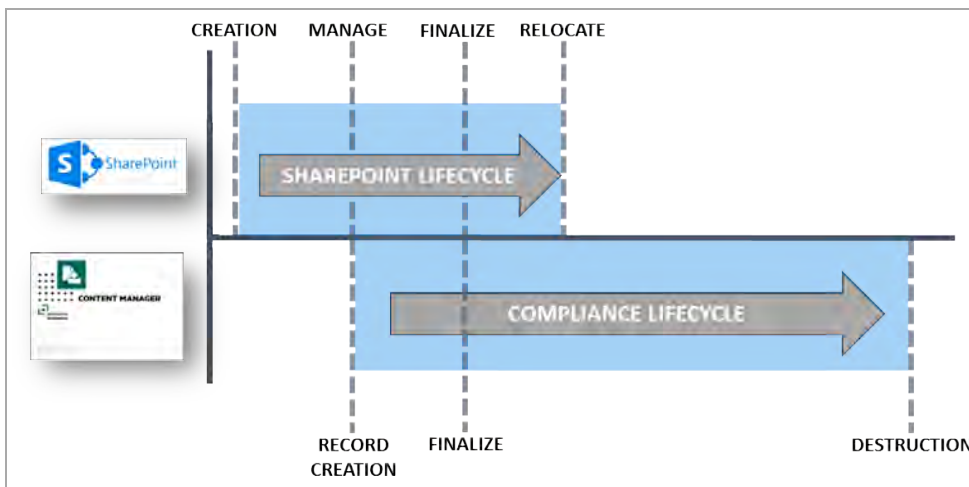 CREATION MANAGE FINALIZE RELOCATE
S SharePoint
SHAREPOINT LIFECYCLE
CONTENT MANAGER
COMPLIANCE LIFECYCLE
RECORD
CREATION
FINALIZE
DESTRUCTION